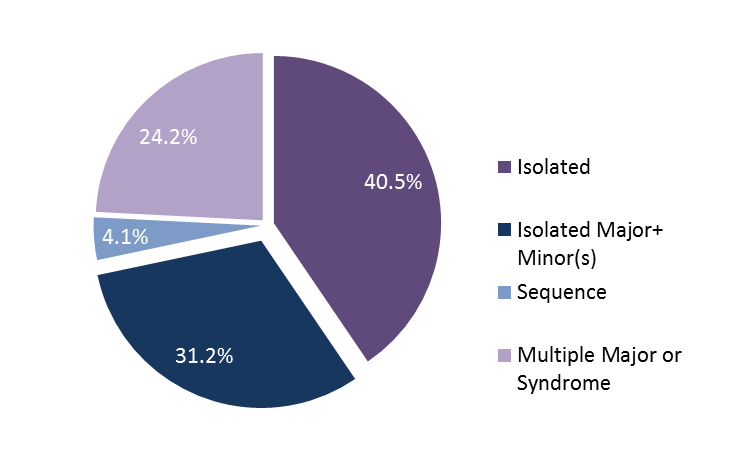 24.2%
40.5%
4.1%
31.2%
Isolated
Isolated Major+
Minor(s)
Sequence
Multiple Major or
Syndrome